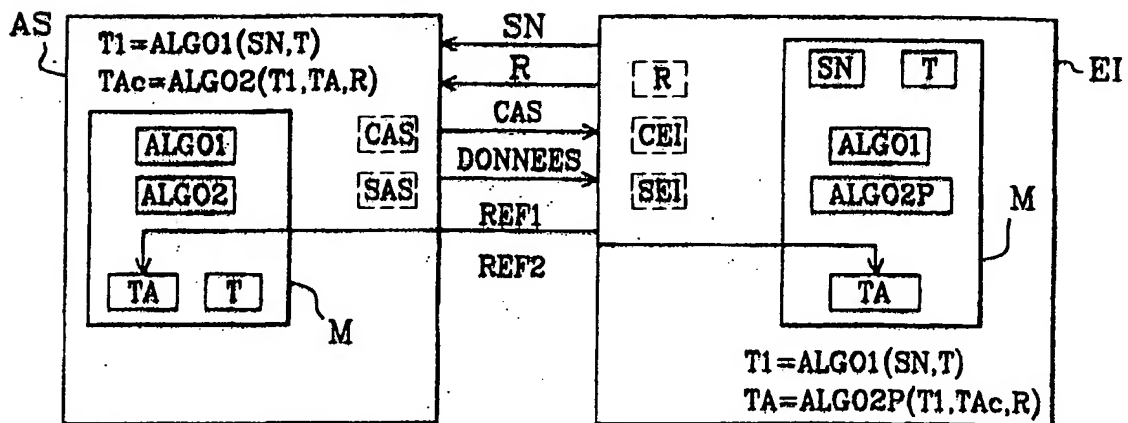 AS
T1=ALGO1(SN,T)
TAc=ALGO2(T1,TA,R)
ALGO1
ALGO2
CAS
SAS
TA
T
M
SN
R
CAS
DONNEES
REF1
REF2
R
CEI
SEI
SN
T
ALGO1
ALGO2P
TA
EI
M
T1=ALGO1(SN,T)
TA=ALGO2P(T1,TAc,R)